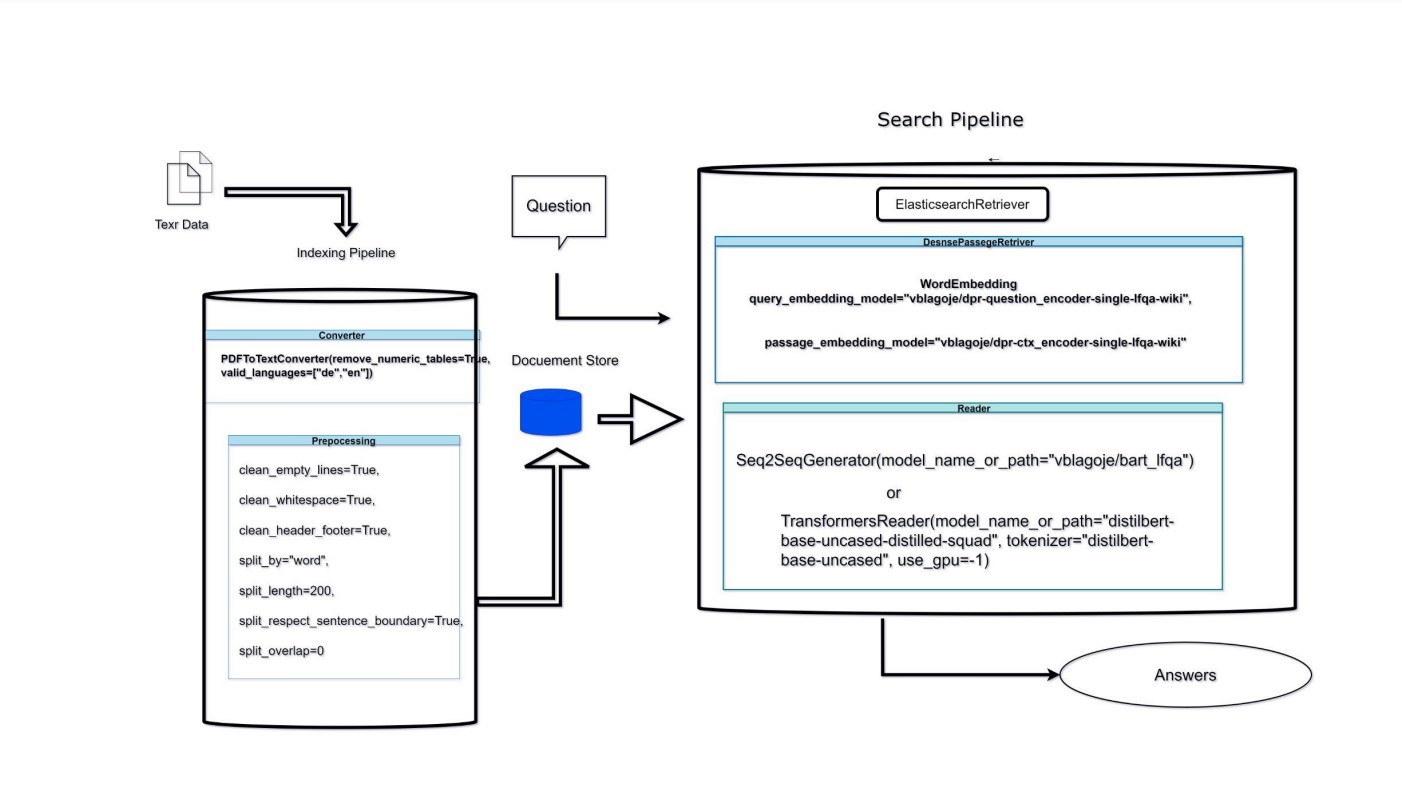 Search Pipeline
←
Texr Data
Indexing Pipeline
Converter
PDFToTextConverter(remove_numeric_tables=True,
valid_languages=["de","en"])
Prepocessing
clean_empty_lines=True,
clean_whitespace=True,
clean_header_footer=True,
split_by="word",
split_length=200,
split_respect_sentence_boundary=True,
split_overlap=0
Question
Docuement Store
ElasticsearchRetriever
DesnsePassegeRetriver
WordEmbedding
query_embedding_model="vblagoje/dpr-question_encoder-single-lfqa-wiki",
passage_embedding_model="vblagoje/dpr-ctx_encoder-single-lfqa-wiki"
Reader
Seq2SeqGenerator(model_name_or_path="vblagoje/bart_lfqa")
or
TransformersReader(model_name_or_path="distilbert-
base-uncased-distilled-squad", tokenizer="distilbert-
base-uncased", use_gpu=-1)
Answers